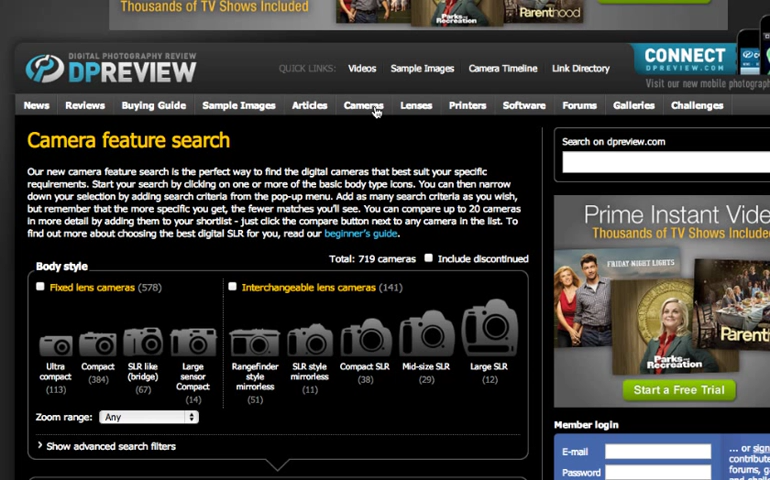 Thousands of TV Shows Included
Parks and Recreation
Parenthood
DIGITAL PHOTOGRAPHY REVIEW
DPREVIEW
QUICK LINKS: Videos Sample Images Camera Timeline Link Directory
CONNECT
DPREVIEW.COM
Visit our new mobile photograph
News Reviews Buying Guide Sample Images Articles Cameras Lenses Printers Software Forums Galleries Challenges
Camera feature search
Our new camera feature search is the perfect way to find the digital cameras that best suit your specific
requirements. Start your search by clicking on one or more of the basic body type icons. You can then narrow
down your selection by adding search criteria from the pop-up menu. Add as many search criteria as you wish,
but remember that the more specific you get, the fewer matches you'll see. You can compare up to 20 cameras
in more detail by adding them to your shortlist - just click the compare button next to any camera in the list. To
find out more about choosing the best digital SLR for you, read our beginner's guide.
Total: 719 cameras Include discontinued
Body style
Fixed lens cameras (578)
Interchangeable lens cameras (141)
Ultra compact (113)
Compact (384)
SLR like (bridge) (67)
Large sensor Compact (14)
Rangefinder style mirrorless (51)
SLR style mirrorless (11)
Compact SLR (38)
Mid-size SLR (29)
Large SLR (12)
Zoom range: Any
Show advanced search filters
Search on dpreview.com
Prime Instant Vide
Thousands of TV Shows Include
FRIDAY NIGHT LIGHTS
Parks and Recreation
Parent
Start a Free Trial
Member login
E-mail
Password
... or sign
contribute
forums, g